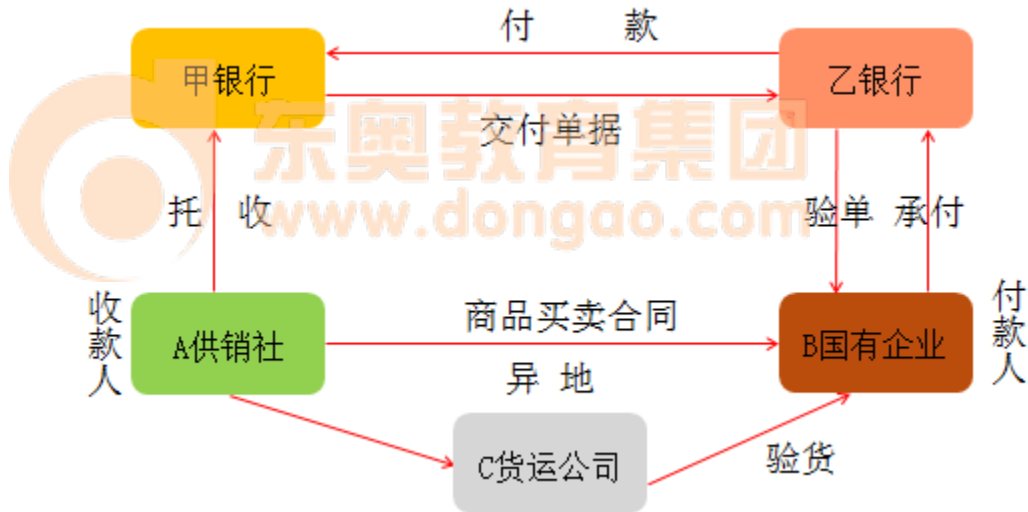 付 款
甲银行
乙银行
交付单据
东奥教育集团
www.dongao.com
托 收
验单 承付
收款人
A供销社
商品买卖合同
异 地
B国有企业
付款人
C货运公司
验货